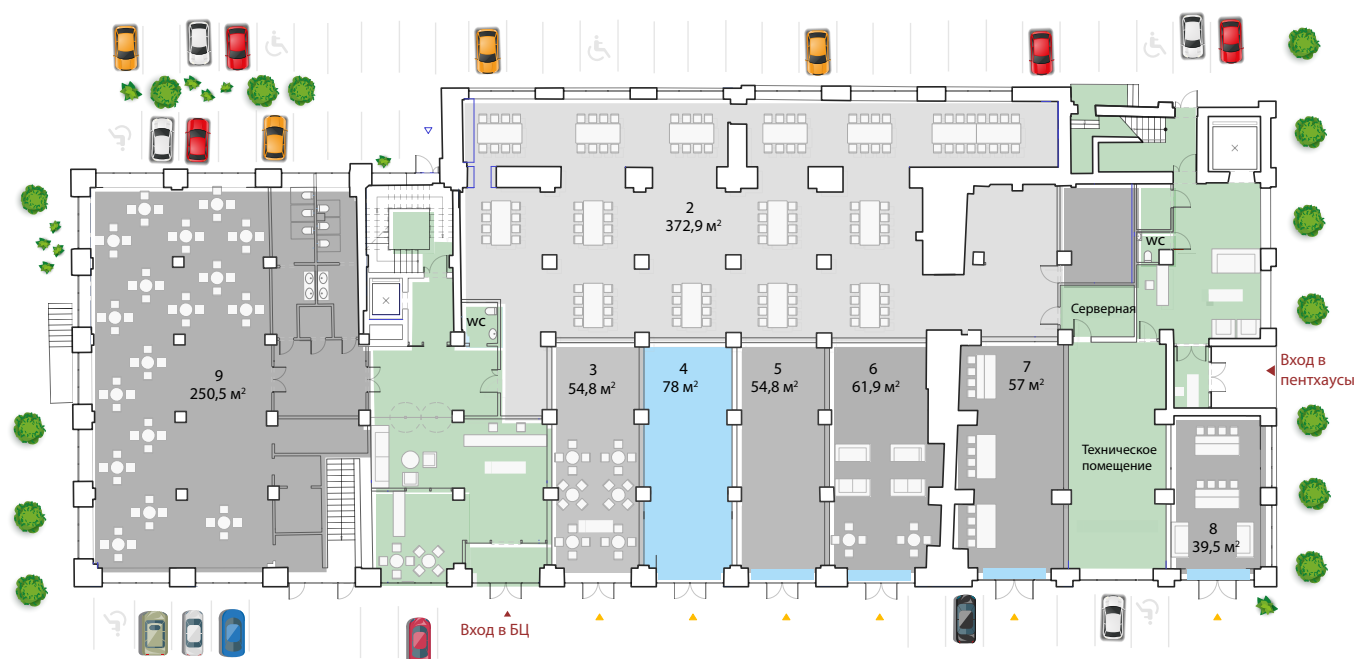 2
372,9 м²
WC
Серверная
WC
Вход в
пентхаусы
9
250,5 м²
3
54,8 м²
4
78 м²
5
54,8 м²
6
61,9 м²
7
57 м²
Техническое
помещение
8
39,5 м²
Вход в БЦ